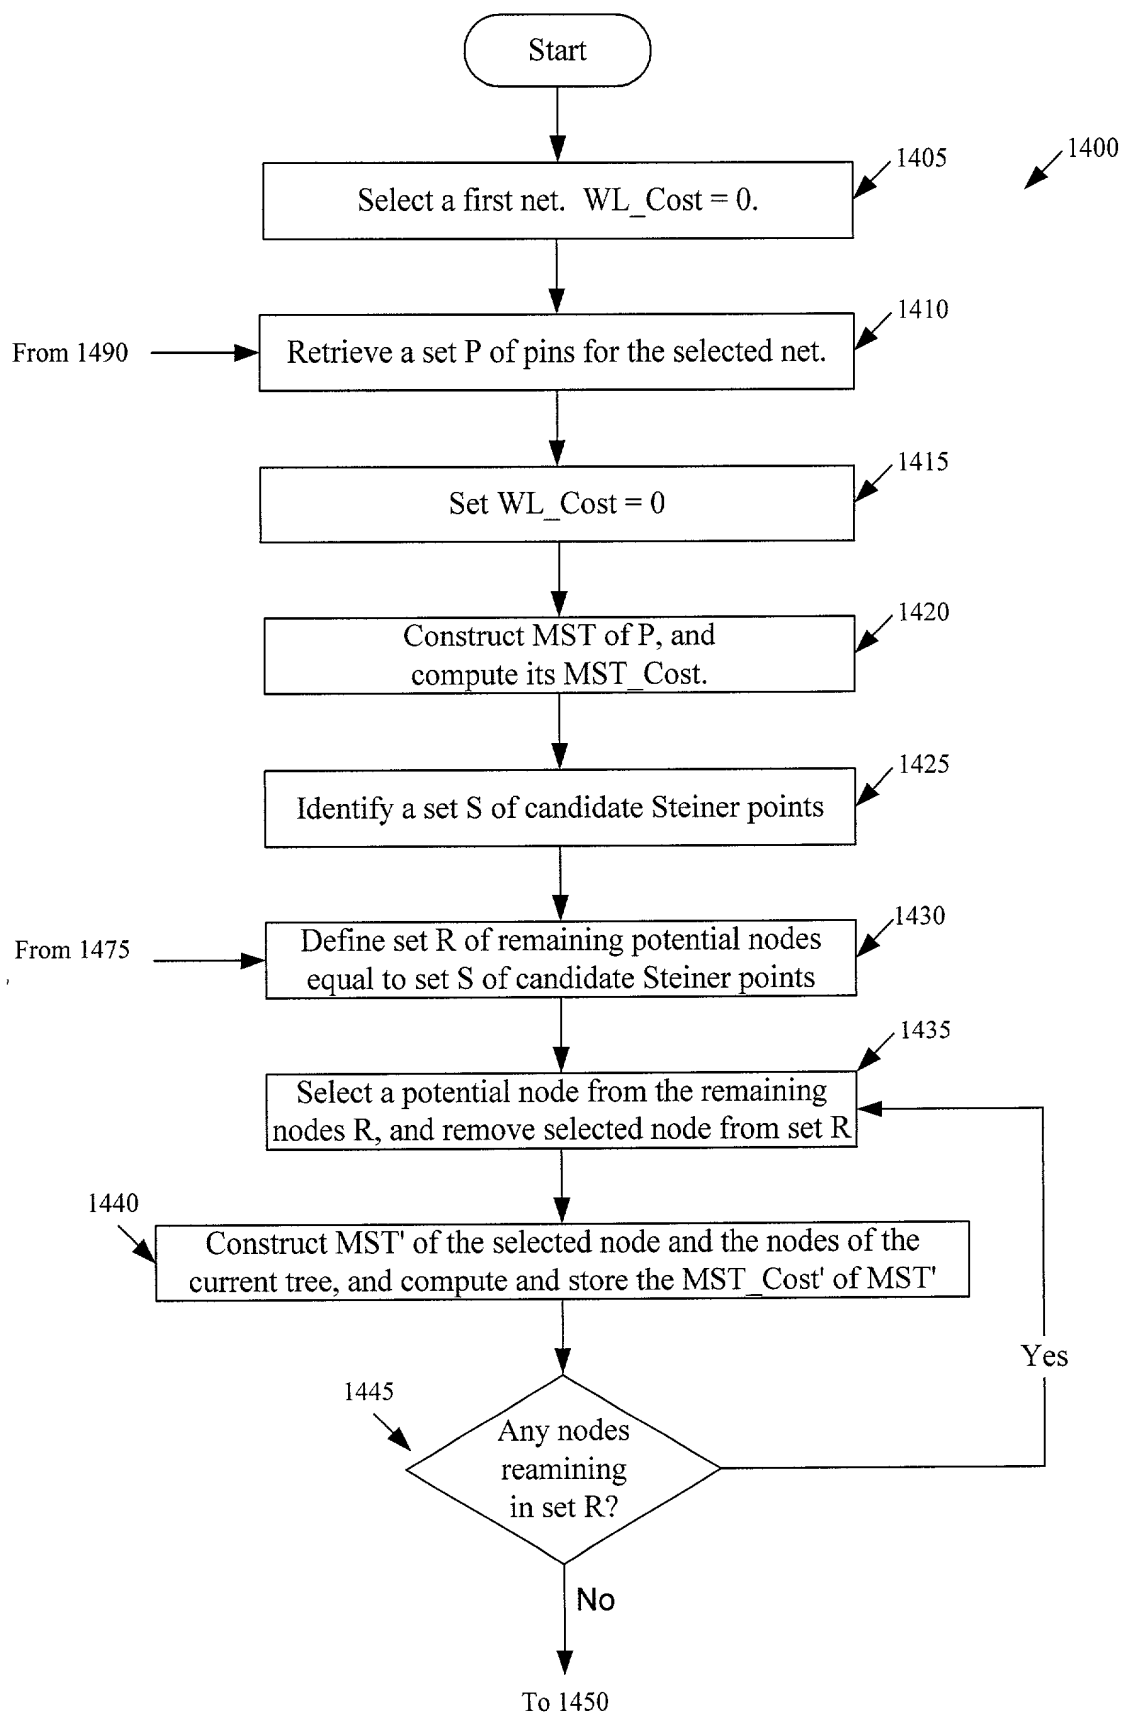 Start
1400
1405
Select a first net. WL_Cost = 0.
1410
From 1490
Retrieve a set P of pins for the selected net.
1415
Set WL_Cost = 0
1420
Construct MST of P, and
compute its MST_Cost.
1425
Identify a set S of candidate Steiner points
1430
From 1475
Define set R of remaining potential nodes
equal to set S of candidate Steiner points
1435
Select a potential node from the remaining
nodes R, and remove selected node from set R
1440
Construct MST' of the selected node and the nodes of the
current tree, and compute and store the MST_Cost' of MST'
Yes
1445
Any nodes
reamining
in set R?
No
To 1450